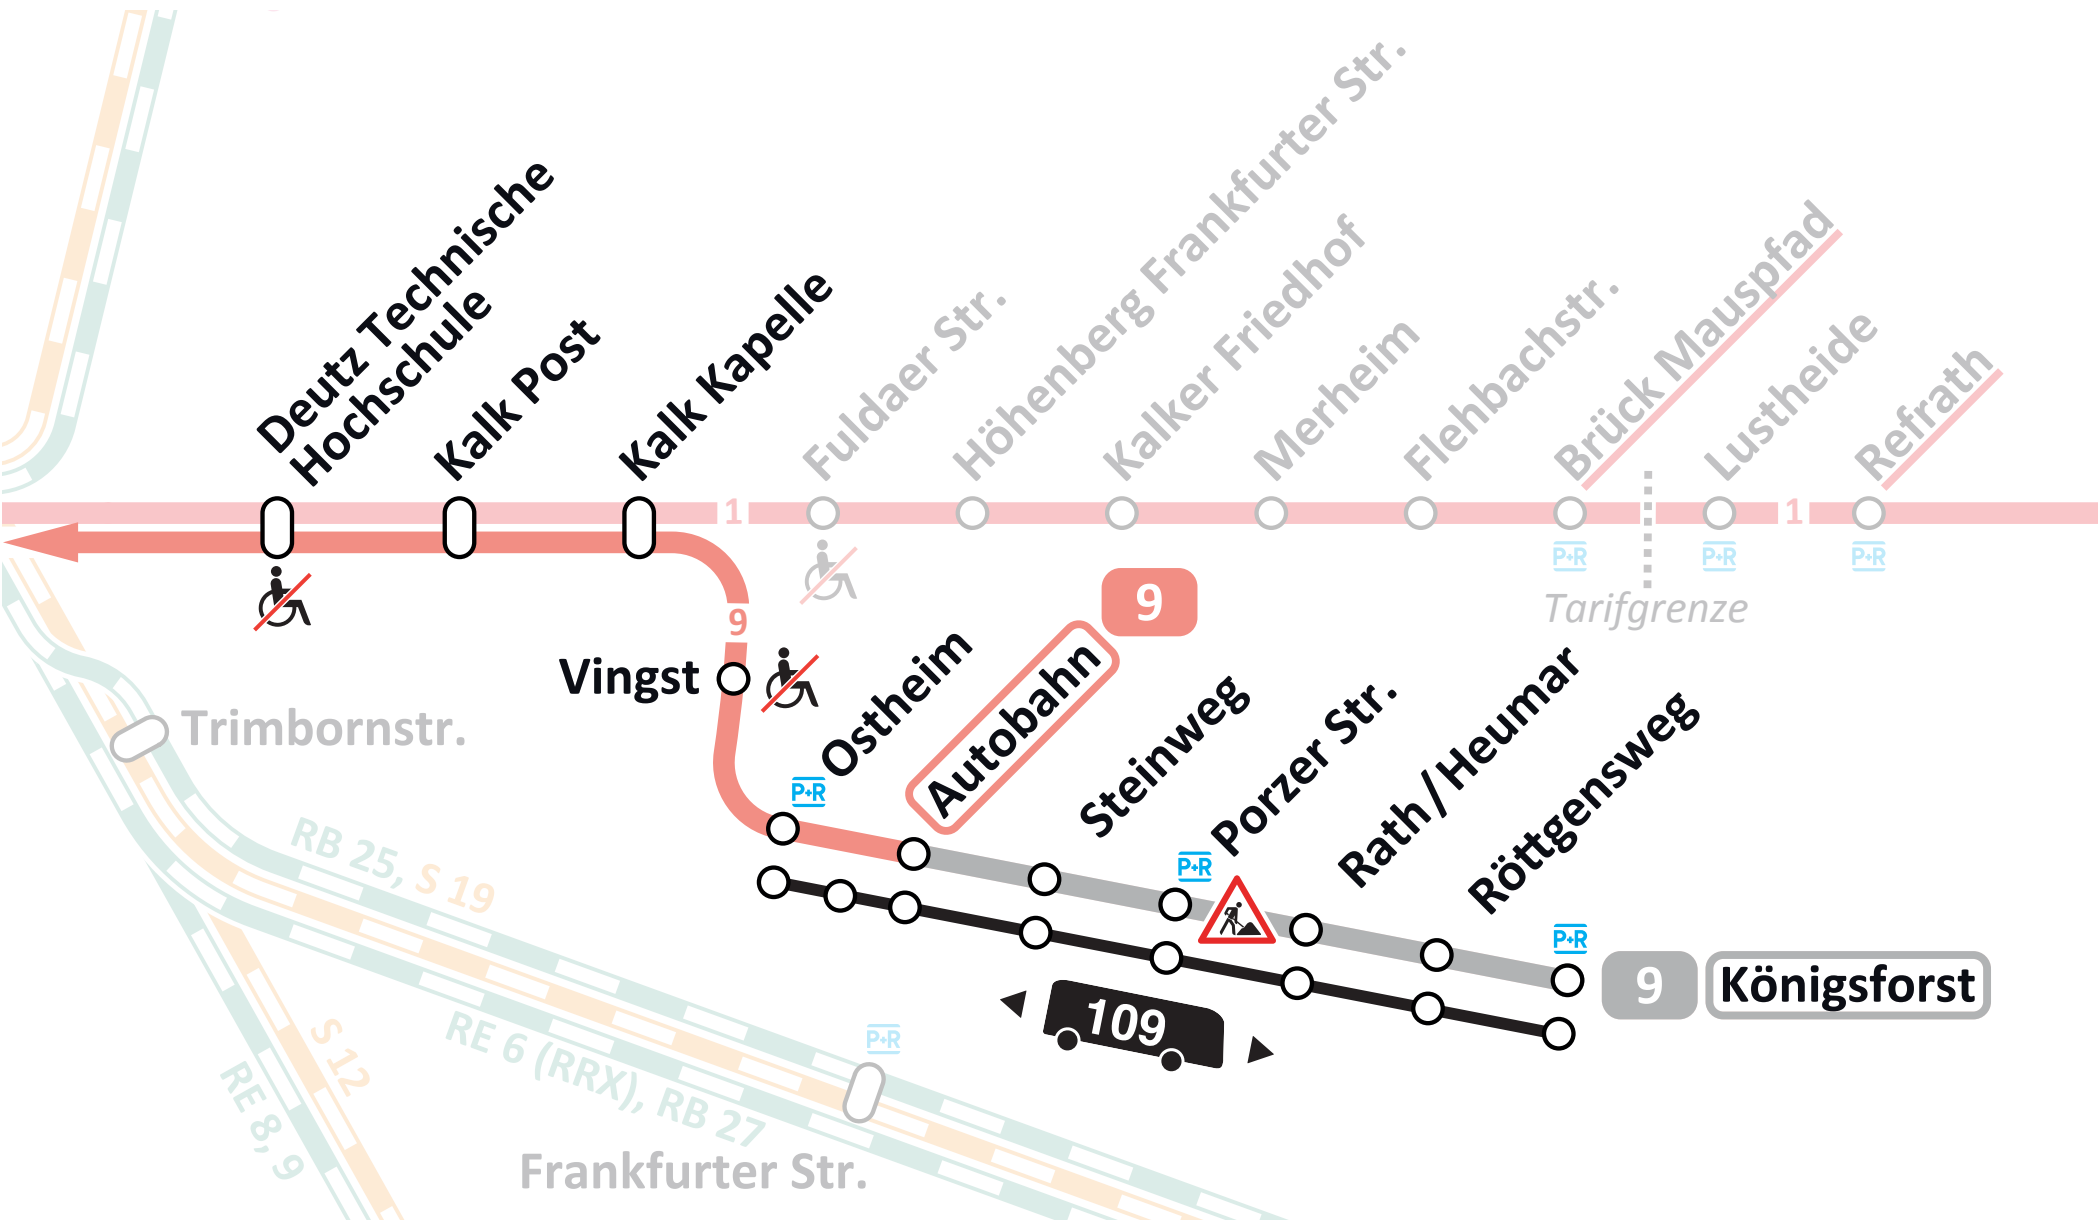 Deutz Technische
Hochschule
Kalk Post
Kalk Kapelle
Fuldaer Str.
Höhenberg Frankfurter Str.
Kalker Friedhof
Merheim
Flehbachstr.
Brück Mauspfad
Lustheide
Refrath
1
1
P+R
P+R
P+R
Tarifgrenze
9
9
Vingst
Ostheim
P+R
Autobahn
Steinweg
Porzer Str.
P+R
Rath/Heumar
Röttgensweg
P+R
9
Königsforst
109
Trimbornstr.
RB 25, S 19
RE 6 (RRX), RB 27
S 12
RE 8, 9
P+R
Frankfurter Str.